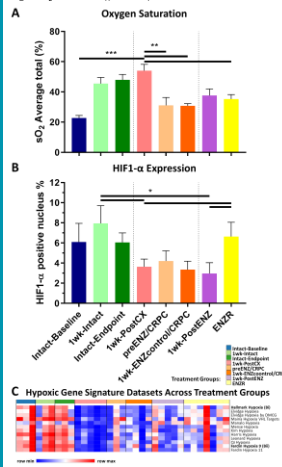 A
Oxygen Saturation
sO2 Average total (%)
80
60
40
20
0
***
**
B
HIF1-α Expression
HIF1-α positive nucleus %
12
10
8
6
4
2
0
*
Intact-Baseline
1wk-Intact
Intact-Endpoint
1wk-PostCX
preENZ/CRPC
1wk-ENZcontrol/CRPC
1wk-PostENZ
ENZR
Treatment Groups:
Intact-Baseline
1wk-Intact
Intact-Endpoint
1wk-PostCX
preENZ/CRPC
1wk-ENZcontrol/CR
1wk-PostENZ
ENZR
C Hypoxic Gene Signature Datasets Across Treatment Groups
row min
row max